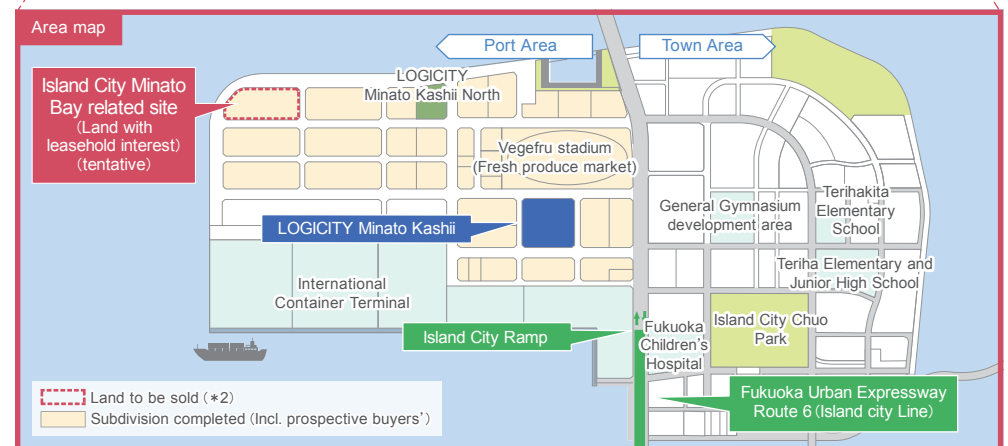 Area map
Port Area
Town Area
Island City Minato
Bay related site
(Land with
leasehold interest)
(tentative)
LOGICITY
Minato Kashii North
Vegefru stadium
(Fresh produce market)
General Gymnasium
development area
Terihakita
Elementary
School
LOGICITY Minato Kashii
Teriha Elementary and
Junior High School
International
Container Terminal
Island City Ramp
Fukuoka
Children's
Hospital
Island City Chuo
Park
Fukuoka Urban Expressway
Route 6 (Island city Line)
Land to be sold (*2)
Subdivision completed (Incl. prospective buyers')